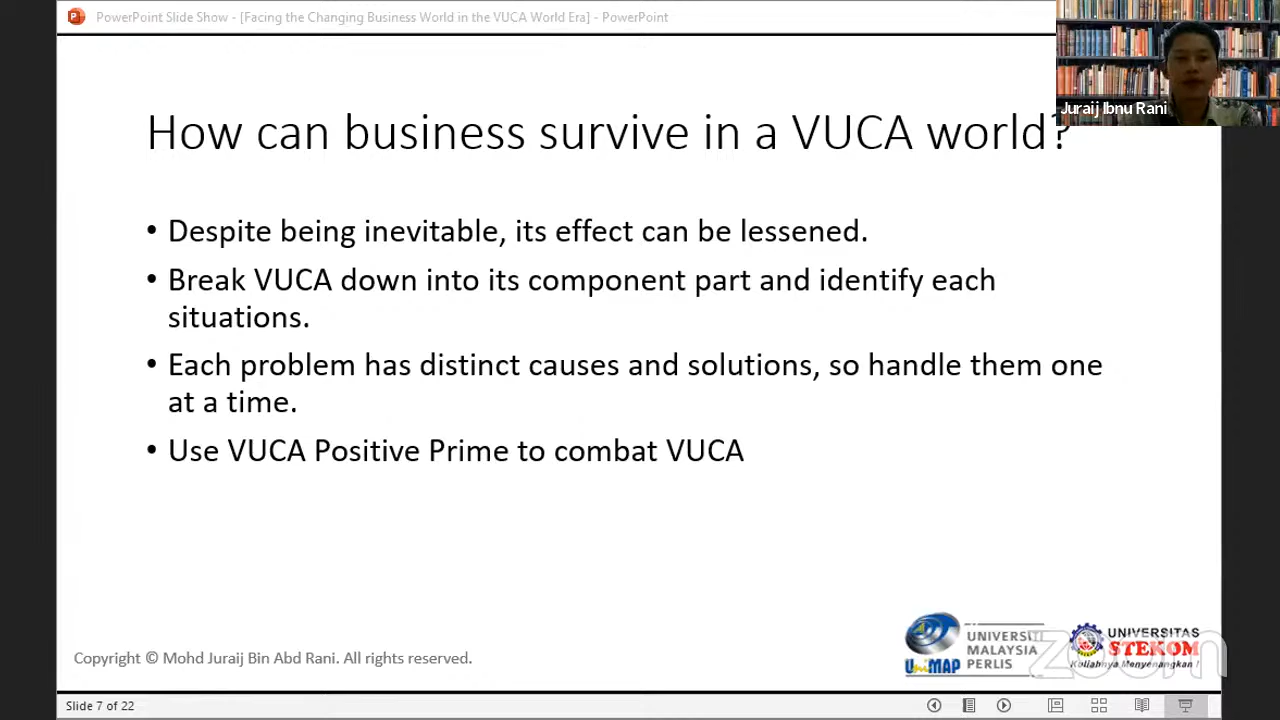 PowerPoint Slide Show - [Facing the Changing Business World in the VUCA World Era] - PowerPoint
Juraij Ibnu Rani
How can business survive in a VUCA world?
• Despite being inevitable, its effect can be lessened.
• Break VUCA down into its component part and identify each
situations.
• Each problem has distinct causes and solutions, so handle them one
at a time.
• Use VUCA Positive Prime to combat VUCA
UniMAP
UNIVERSITI
MALAYSIA
PERLIS
UNIVERSITAS
STEKOM
Kuliahnya Menyenangkan !
zoom
Copyright © Mohd Juraij Bin Abd Rani. All rights reserved.
Slide 7 of 22